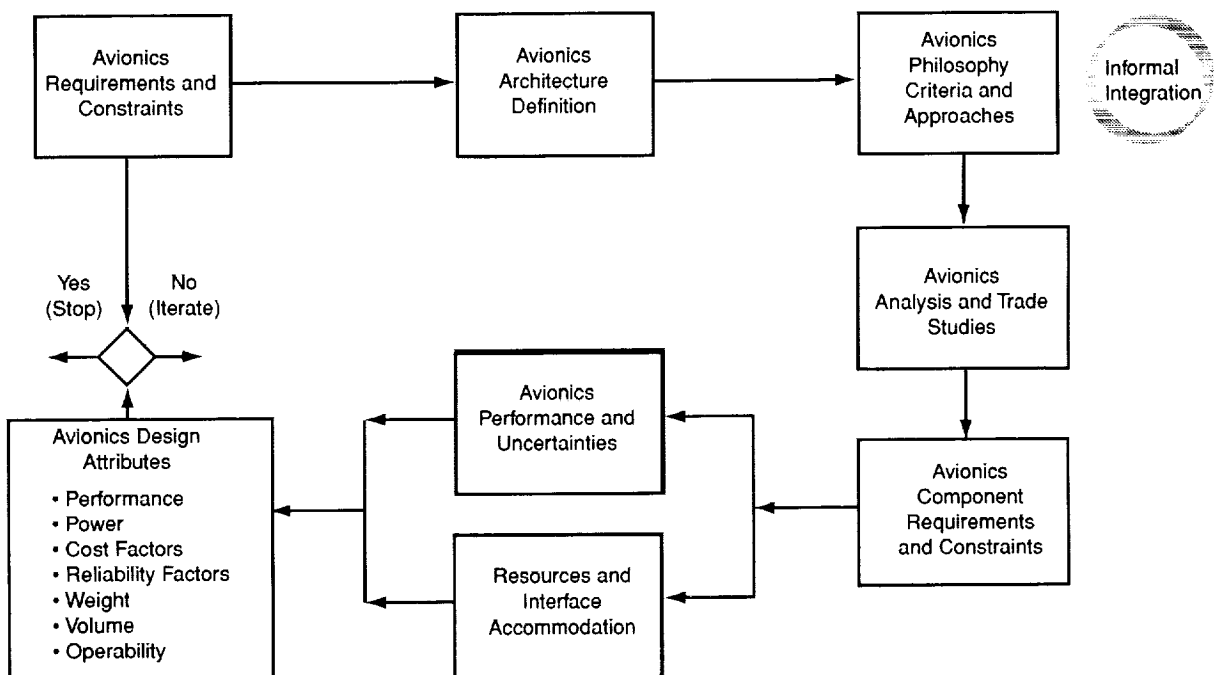 Avionics
Requirements and
Constraints
Avionics
Architecture
Definition
Avionics
Philosophy
Criteria and
Approaches
Informal
Integration
Avionics
Analysis and Trade
Studies
Yes
(Stop)
No
(Iterate)
Avionics
Performance and
Uncertainties
Avionics
Component
Requirements
and Constraints
Resources and
Interface
Accommodation
Avionics Design
Attributes
• Performance
• Power
• Cost Factors
• Reliability Factors
• Weight
• Volume
• Operability